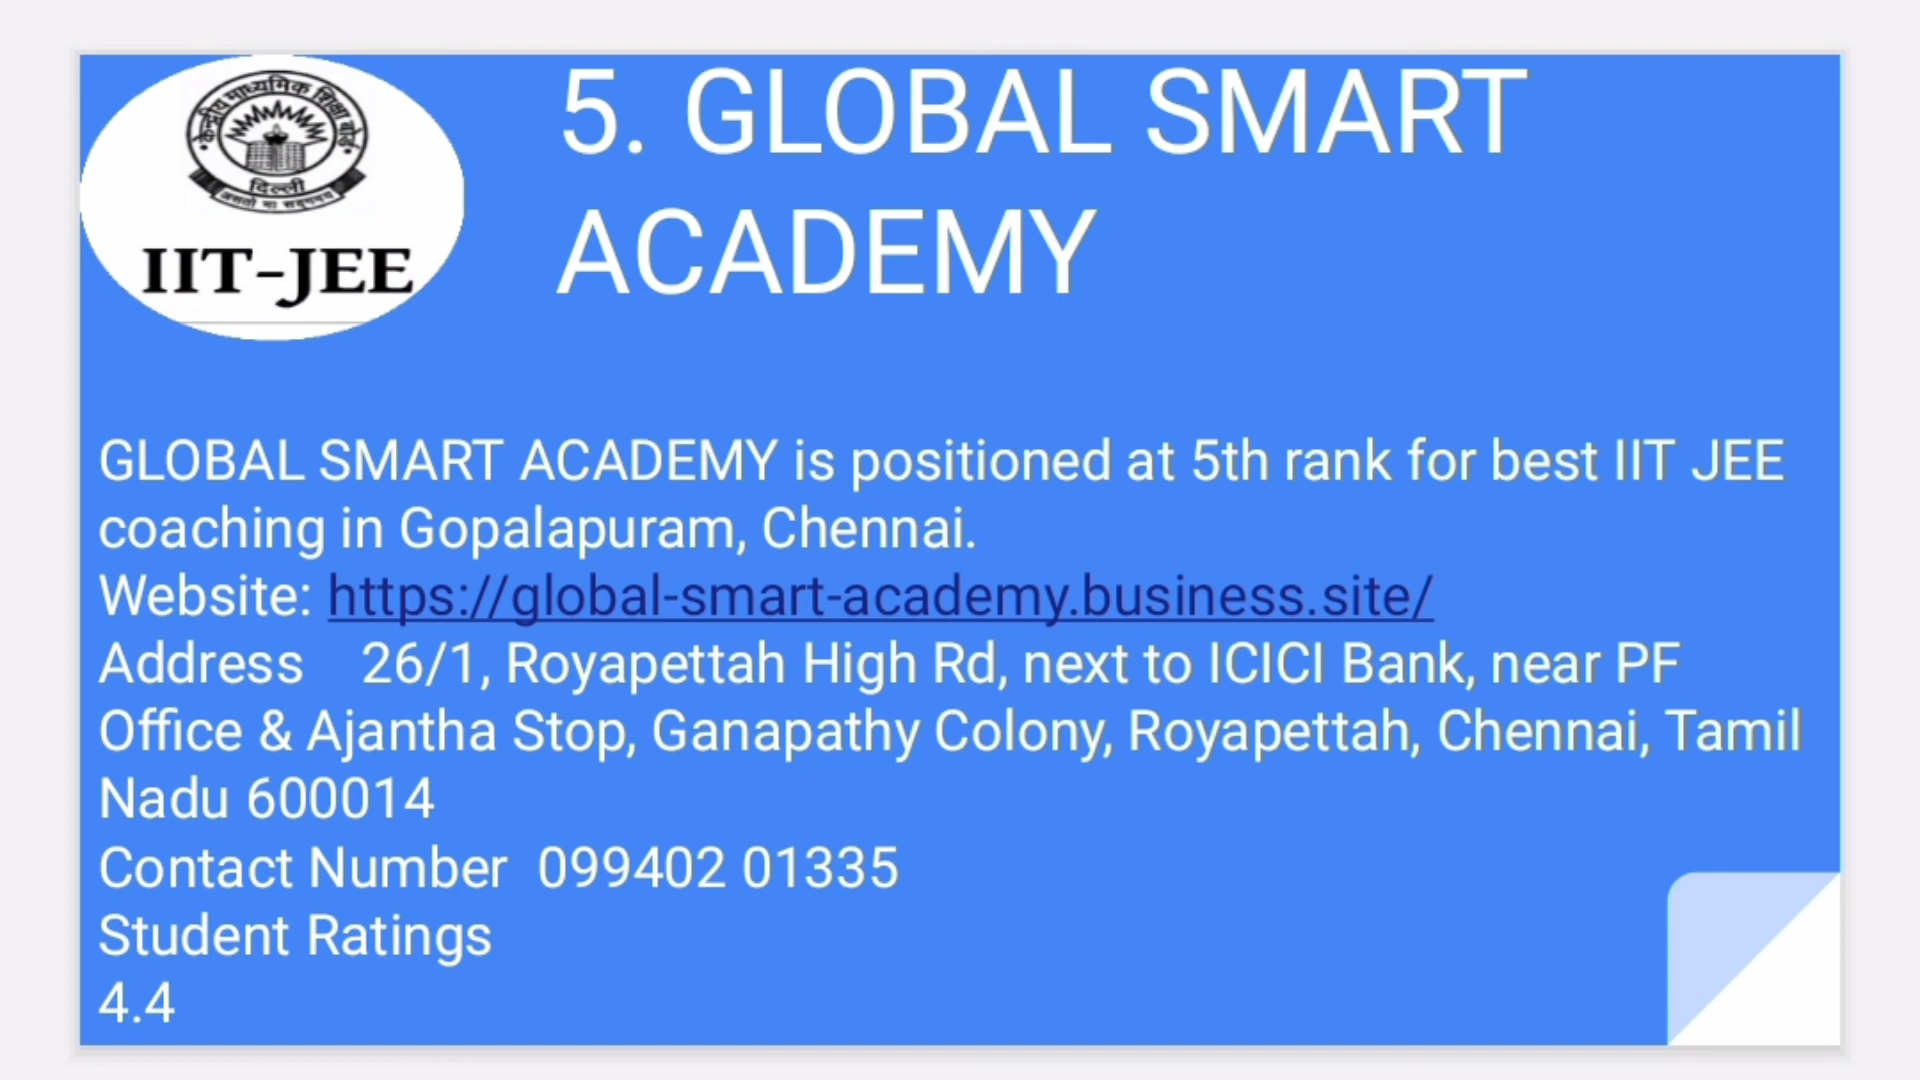 केन्द्रीय माध्यमिक शिक्षा बोर्ड
दिल्ली
असतो मा सद्गमय
IIT-JEE
5. GLOBAL SMART
ACADEMY
GLOBAL SMART ACADEMY is positioned at 5th rank for best IIT JEE
coaching in Gopalapuram, Chennai.
Website: https://global-smart-academy.business.site/
Address    26/1, Royapettah High Rd, next to ICICI Bank, near PF
Office & Ajantha Stop, Ganapathy Colony, Royapettah, Chennai, Tamil
Nadu 600014
Contact Number  099402 01335
Student Ratings
4.4